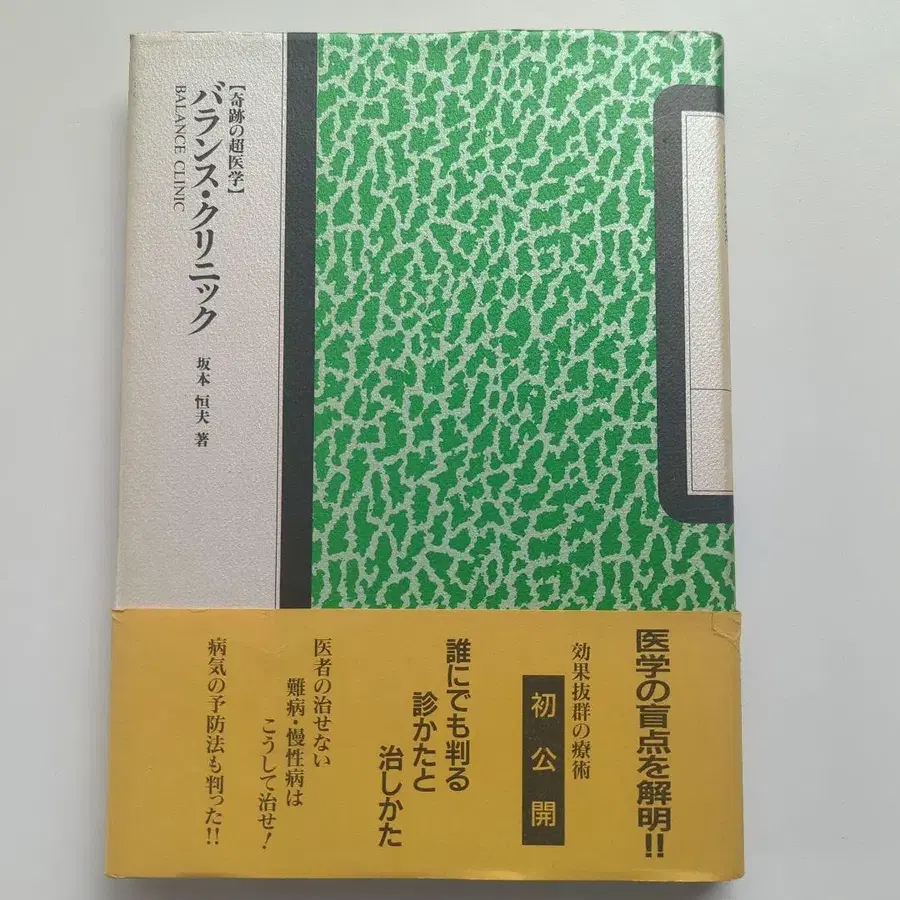 【奇跡の超医学】
バランス・クリニック
BALANCE CLINIC
坂本 恒夫 著
医学の盲点を解明!!
効果抜群の療術
初公開
誰にでも判る
診かたと
治しかた
医者の治せない
難病・慢性病は
こうして治せ！
病気の予防法も判った!!